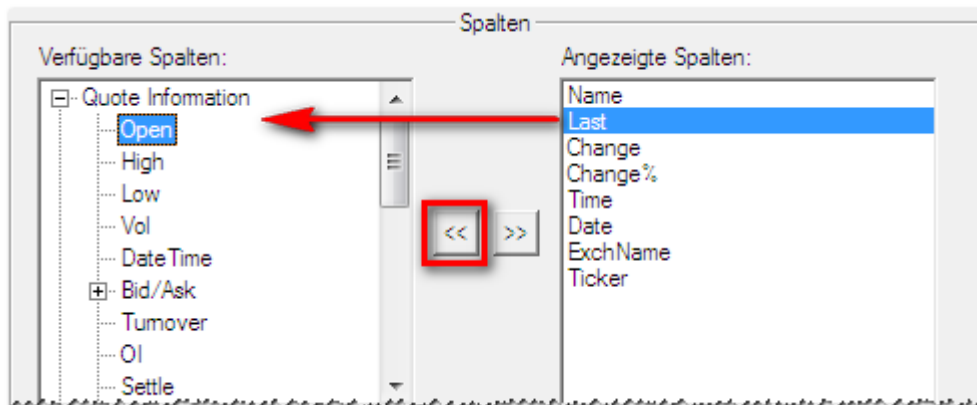 Spalten
Verfügbare Spalten:
Quote Information
Open
High
Low
Vol
DateTime
Bid/Ask
Turnover
OI
Settle
<<
>>
Angezeigte Spalten:
Name
Last
Change
Change%
Time
Date
ExchName
Ticker